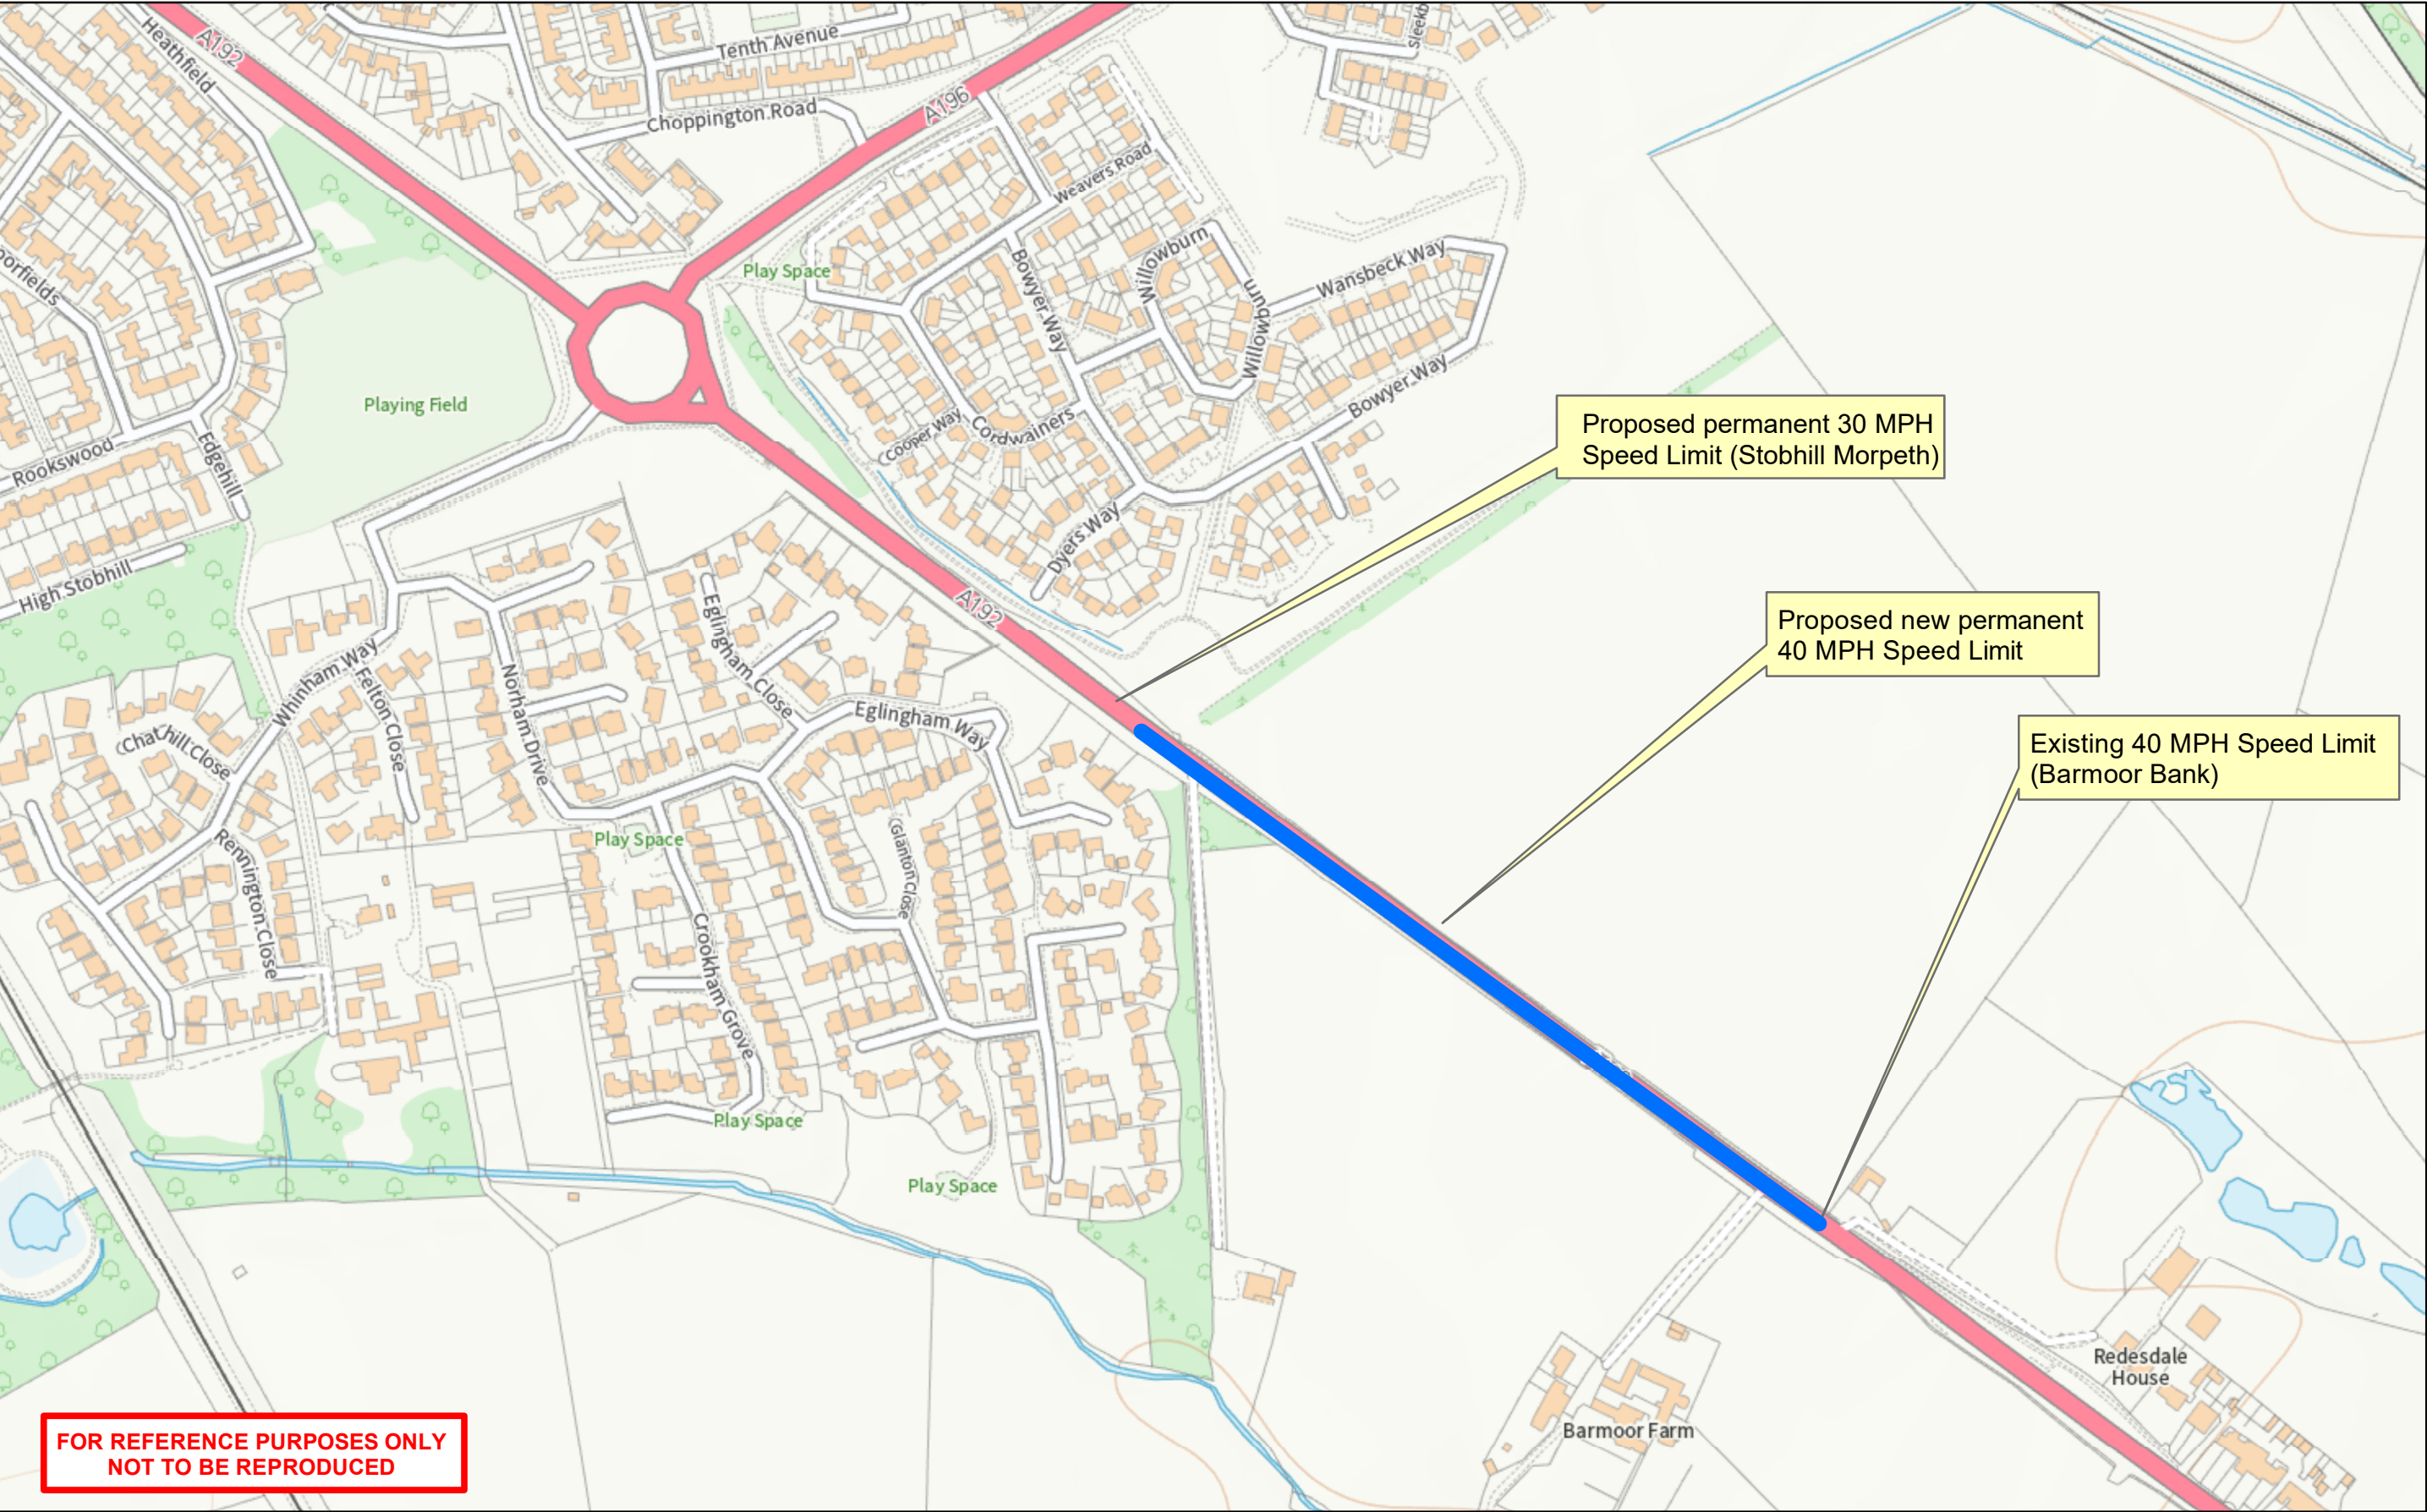 A192
Heathfield
Tenth Avenue
Choppington Road
A196
Weavers Road
Play Space
Bowyer Way
Willowburn
Willowburn
Wansbeck Way
Bowyer Way
Playing Field
Cooper Way
Cordwainers
Rookswood
Edgehill
Proposed permanent 30 MPH
Speed Limit (Stobhill Morpeth)
Dyers Way
High Stobhill
A192
Eglingham Close
Proposed new permanent
40 MPH Speed Limit
Whinham Way
Felton Close
Norham Drive
Eglingham Way
Chathill Close
Existing 40 MPH Speed Limit
(Barmoor Bank)
Play Space
Rennington Close
Glanton Close
Crookham Grove
Play Space
Play Space
Redesdale
House
Barmoor Farm
FOR REFERENCE PURPOSES ONLY
NOT TO BE REPRODUCED